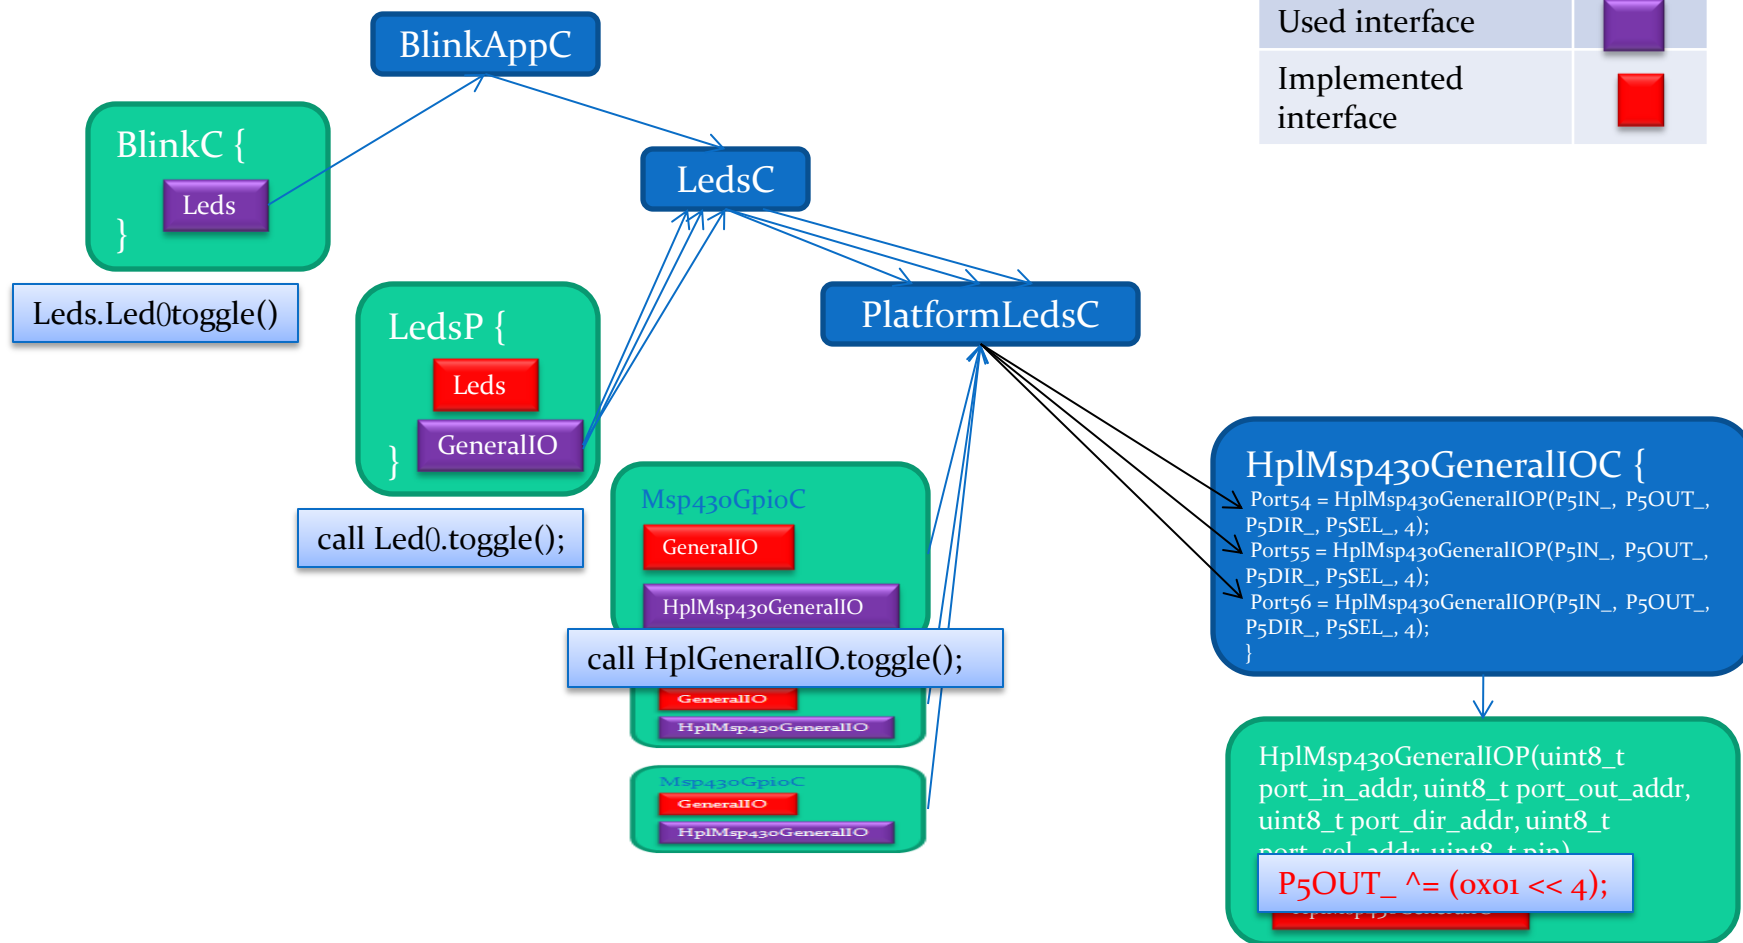 Used interface
Implemented
interface
BlinkAppC
BlinkC {
Leds
}
Leds.Led0toggle()
LedsC
LedsP {
Leds
GeneralIO
}
call Led0.toggle();
PlatformLedsC
Msp430GpioC
GeneralIO
HplMsp430GeneralIO
call HplGeneralIO.toggle();
GeneralIO
HplMsp430GeneralIO
Msp430GpioC
GeneralIO
HplMsp430GeneralIO
HplMsp430GeneralIOC {
Port54 = HplMsp430GeneralIOP(P5IN_, P5OUT_,
P5DIR_, P5SEL_, 4);
Port55 = HplMsp430GeneralIOP(P5IN_, P5OUT_,
P5DIR_, P5SEL_, 4);
Port56 = HplMsp430GeneralIOP(P5IN_, P5OUT_,
P5DIR_, P5SEL_, 4);
}
HplMsp430GeneralIOP(uint8_t
port_in_addr, uint8_t port_out_addr,
uint8_t port_dir_addr, uint8_t
port_sel_addr, uint8_t pin)
P5OUT_ ^= (0x01 << 4);